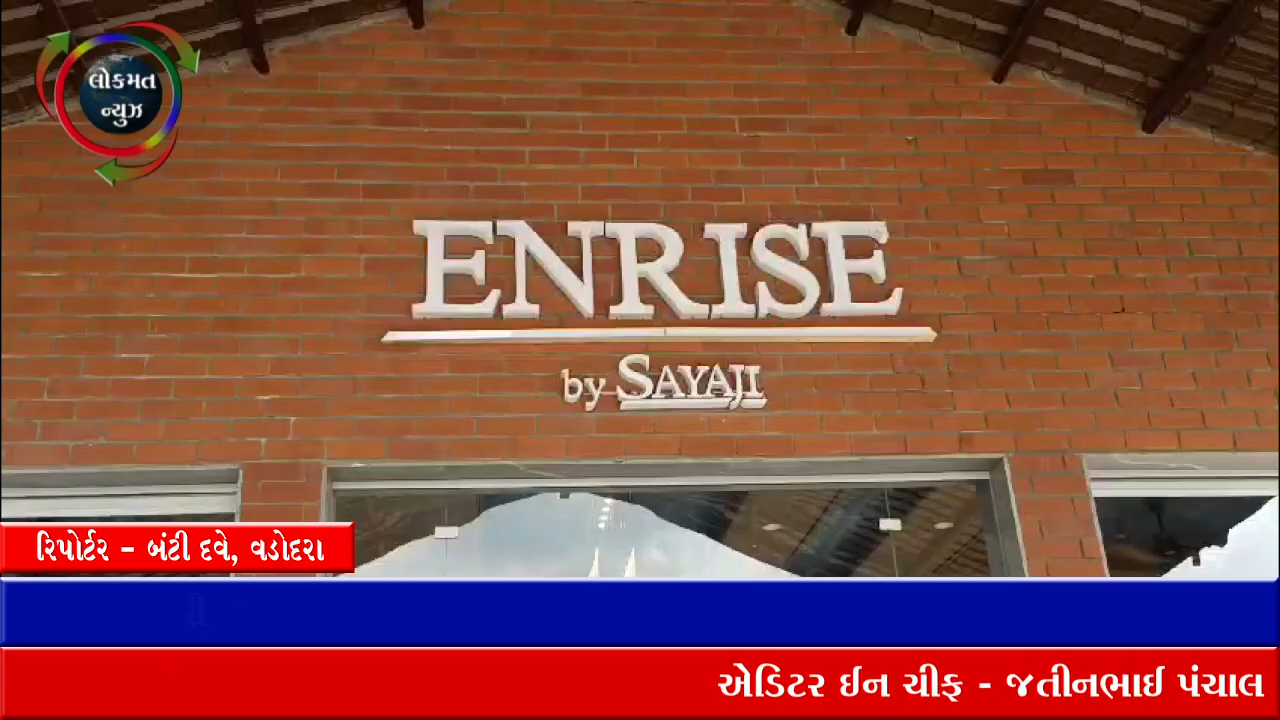 લોકમત
ન્યુઝ
ENRISE
by SAYAJI
રિપોર્ટર - બંટી દવે, વડોદરા
એડિટર ઈન ચીફ - જતીનભાઈ પંચાલ